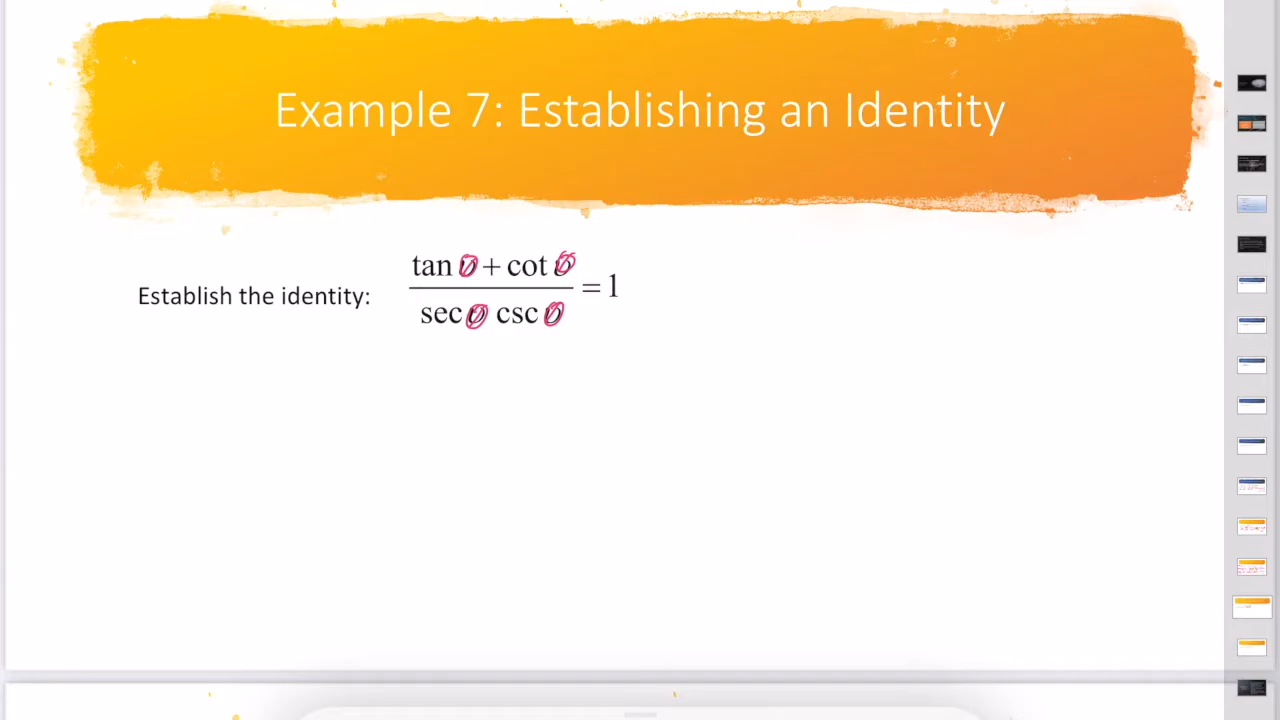 Example 7: Establishing an Identity
Establish the identity:
tan θ + cot θ
sec θ csc θ
= 1